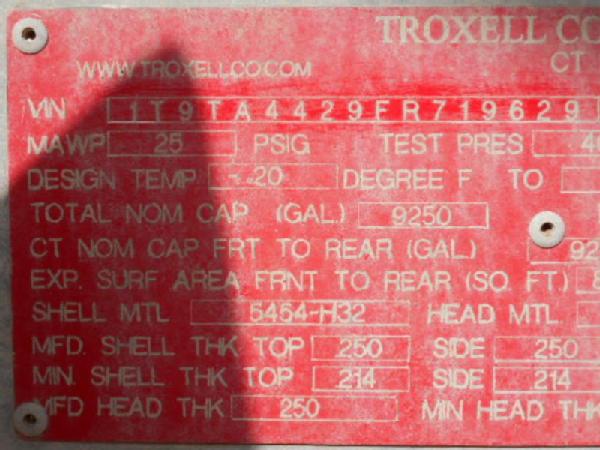 TROXELL CO
WWW.TROXELLCO.COM CT
VIN 1T9TA4429FR719629
MAWP 25 PSIG TEST PRES 40
DESIGN TEMP - 20 DEGREE F TO
TOTAL NOM CAP (GAL) 9250
CT NOM CAP FRT TO REAR (GAL) 92
EXP. SURF AREA FRNT TO REAR (SQ. FT)
SHELL MTL 5454-H32 HEAD MTL
MFD. SHELL THK TOP 250 SIDE 250
MIN. SHELL THK TOP 214 SIDE 214
MFD HEAD THK 250 MIN HEAD THK